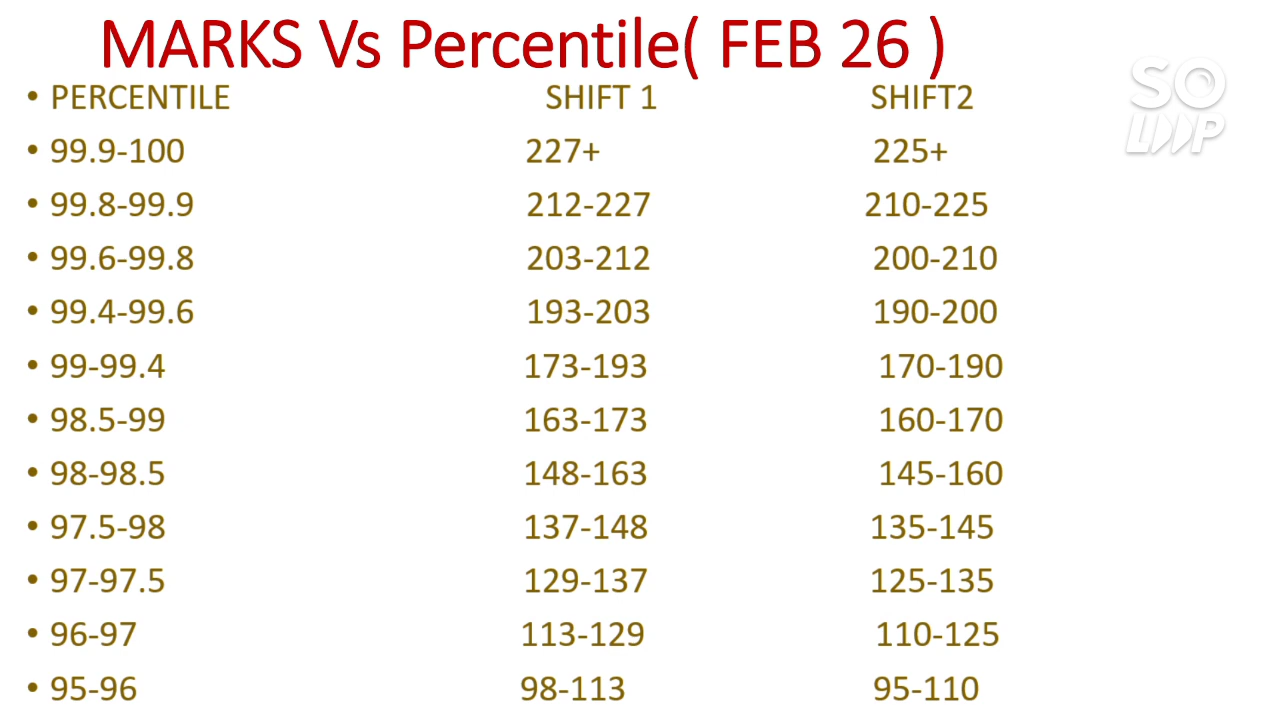 MARKS Vs Percentile( FEB 26 )
• PERCENTILE SHIFT 1 SHIFT2
• 99.9-100 227+ 225+
• 99.8-99.9 212-227 210-225
• 99.6-99.8 203-212 200-210
• 99.4-99.6 193-203 190-200
• 99-99.4 173-193 170-190
• 98.5-99 163-173 160-170
• 98-98.5 148-163 145-160
• 97.5-98 137-148 135-145
• 97-97.5 129-137 125-135
• 96-97 113-129 110-125
• 95-96 98-113 95-110
SO